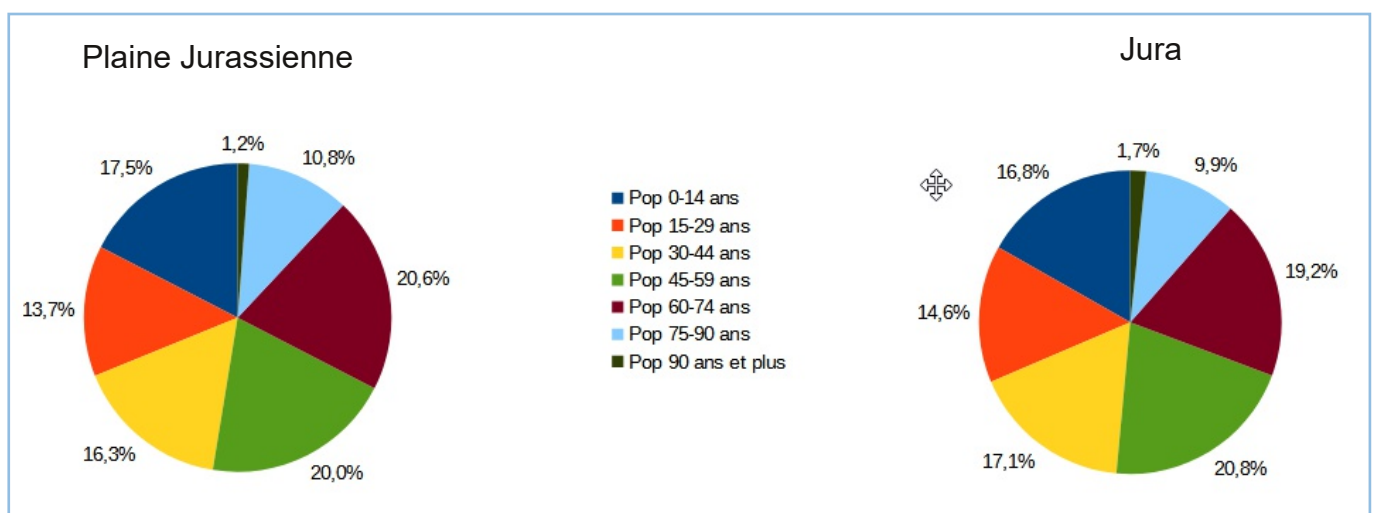 Plaine Jurassienne
Jura
1,2%
10,8%
17,5%
20,6%
13,7%
16,3%
20,0%
Pop 0-14 ans
Pop 15-29 ans
Pop 30-44 ans
Pop 45-59 ans
Pop 60-74 ans
Pop 75-90 ans
Pop 90 ans et plus
1,7%
9,9%
16,8%
19,2%
14,6%
17,1%
20,8%